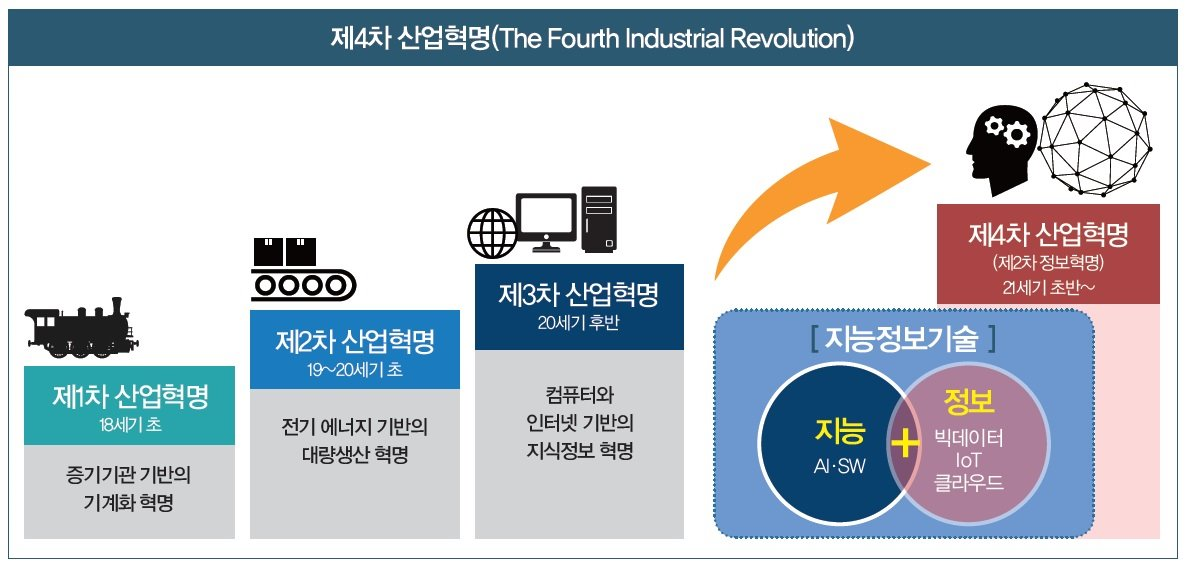 제4차 산업혁명(The Fourth Industrial Revolution)
제1차 산업혁명
18세기 초
증기기관 기반의
기계화 혁명
제2차 산업혁명
19~20세기 초
전기 에너지 기반의
대량생산 혁명
제3차 산업혁명
20세기 후반
컴퓨터와
인터넷 기반의
지식정보 혁명
제4차 산업혁명
(제2차 정보혁명)
21세기 초반~
[ 지능정보기술 ]
지능
AI·SW
+
정보
빅데이터
IoT
클라우드